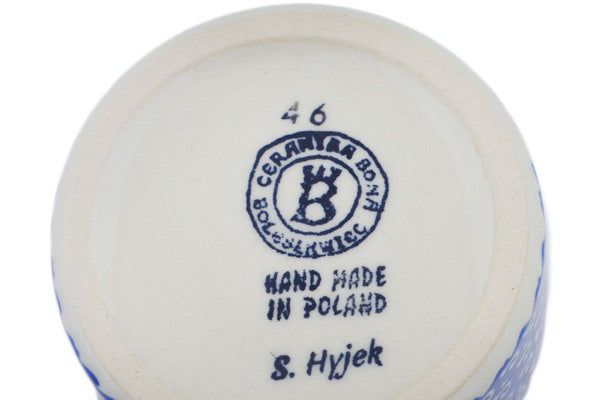 46
CERAMIKA BONA
B
BOLESŁAWIEC
HAND MADE
IN POLAND
S. Hyjek